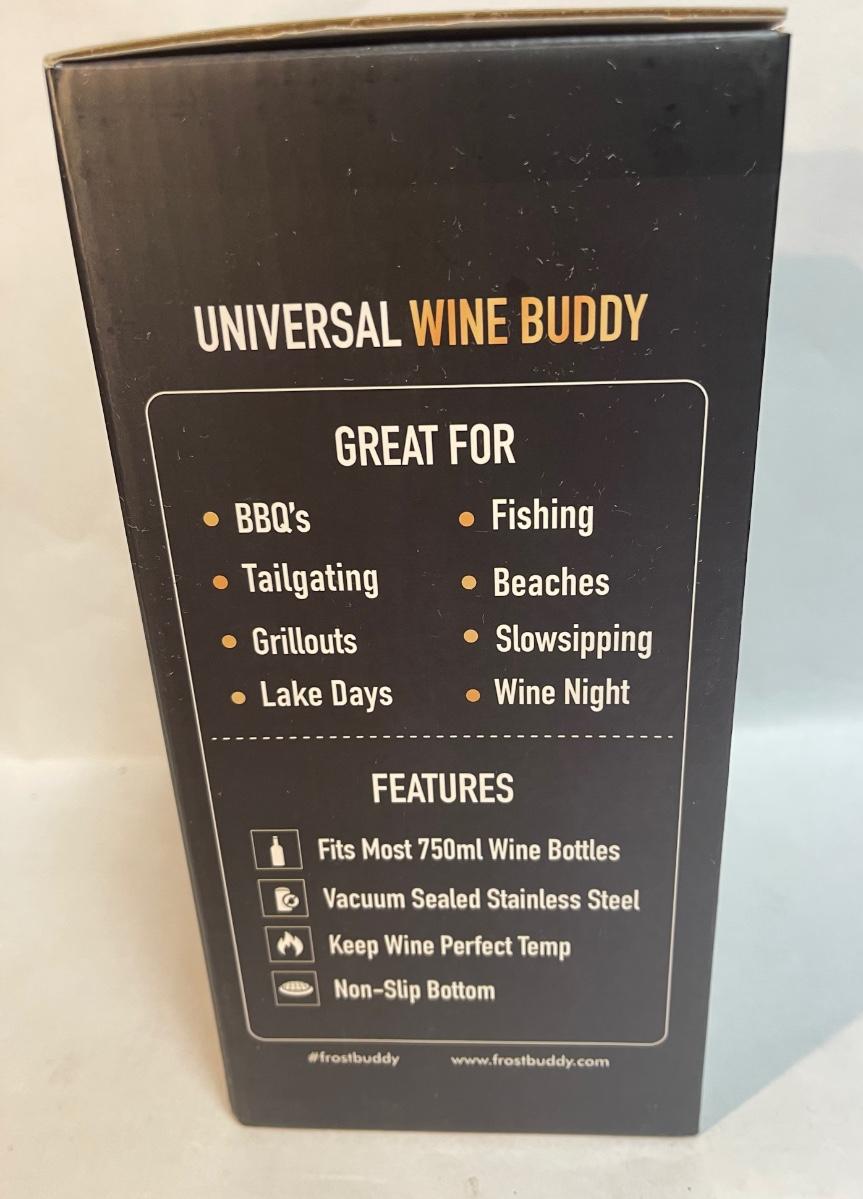 UNIVERSAL WINE BUDDY
GREAT FOR
BBQ's
Tailgating
Grillouts
Lake Days
Fishing
Beaches
Slowsipping
Wine Night
FEATURES
Fits Most 750ml Wine Bottles
Vacuum Sealed Stainless Steel
Keep Wine Perfect Temp
Non-Slip Bottom
#frostbuddy www.frostbuddy.com